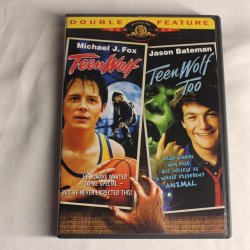 DOUBLE FEATURE
Michael J. Fox
Teen Wolf
HE ALWAYS WANTED
TO BE SPECIAL –
BUT HE NEVER EXPECTED THIS!
Jason Bateman
Teen Wolf
Too
HIGH SCHOOL
WAS FUN,
BUT COLLEGE IS
A WHOLE DIFFERENT
ANIMAL.